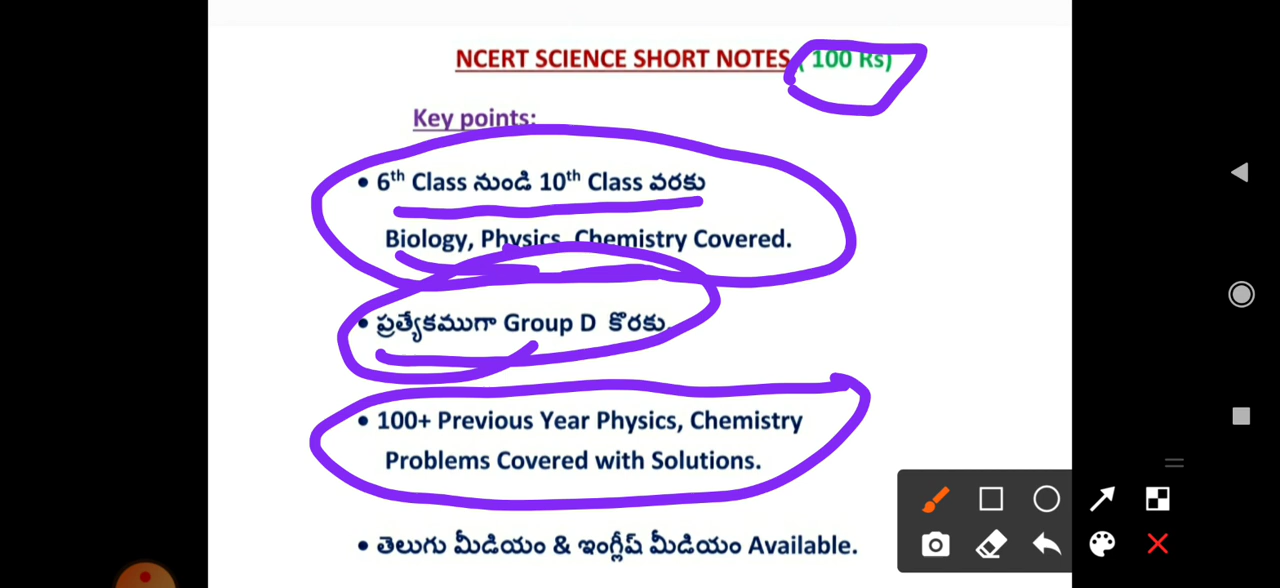 NCERT SCIENCE SHORT NOTES ( 100 Rs)
Key points:
• 6th Class నుండి 10th Class వరకు
Biology, Physics, Chemistry Covered.
• ప్రత్యేకముగా Group D కొరకు.
• 100+ Previous Year Physics, Chemistry
Problems Covered with Solutions.
• తెలుగు మీడియం & ఇంగ్లీష్ మీడియం Available.